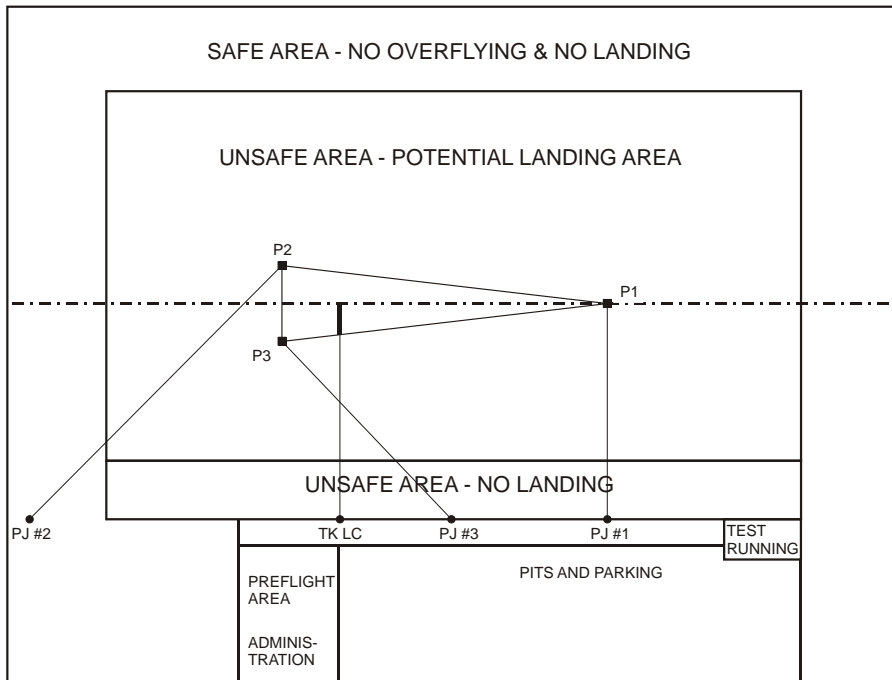 SAFE AREA - NO OVERFLYING & NO LANDING
UNSAFE AREA - POTENTIAL LANDING AREA
P2
P1
P3
UNSAFE AREA - NO LANDING
PJ #2
TK LC
PJ #3
PJ #1
TEST
RUNNING
PITS AND PARKING
PREFLIGHT
AREA
ADMINIS-
TRATION